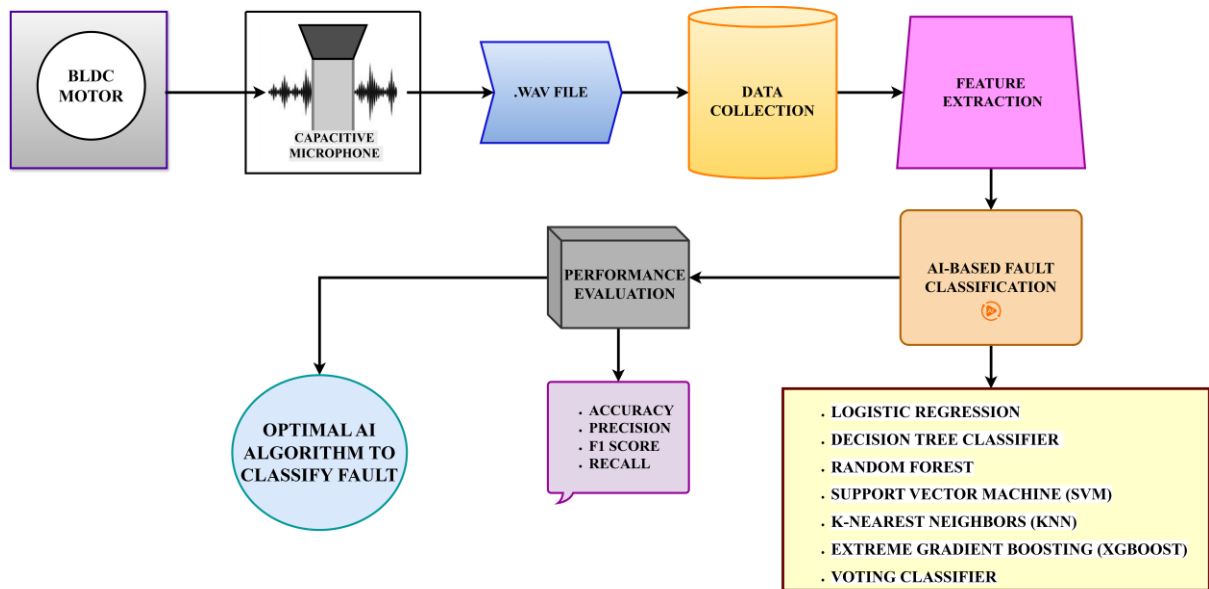 BLDC
MOTOR
CAPACITIVE
MICROPHONE
.WAV FILE
DATA
COLLECTION
FEATURE
EXTRACTION
AI-BASED FAULT
CLASSIFICATION
PERFORMANCE
EVALUATION
OPTIMAL AI
ALGORITHM TO
CLASSIFY FAULT
. ACCURACY
. PRECISION
. F1 SCORE
. RECALL
. LOGISTIC REGRESSION
. DECISION TREE CLASSIFIER
. RANDOM FOREST
. SUPPORT VECTOR MACHINE (SVM)
. K-NEAREST NEIGHBORS (KNN)
. EXTREME GRADIENT BOOSTING (XGBOOST)
. VOTING CLASSIFIER